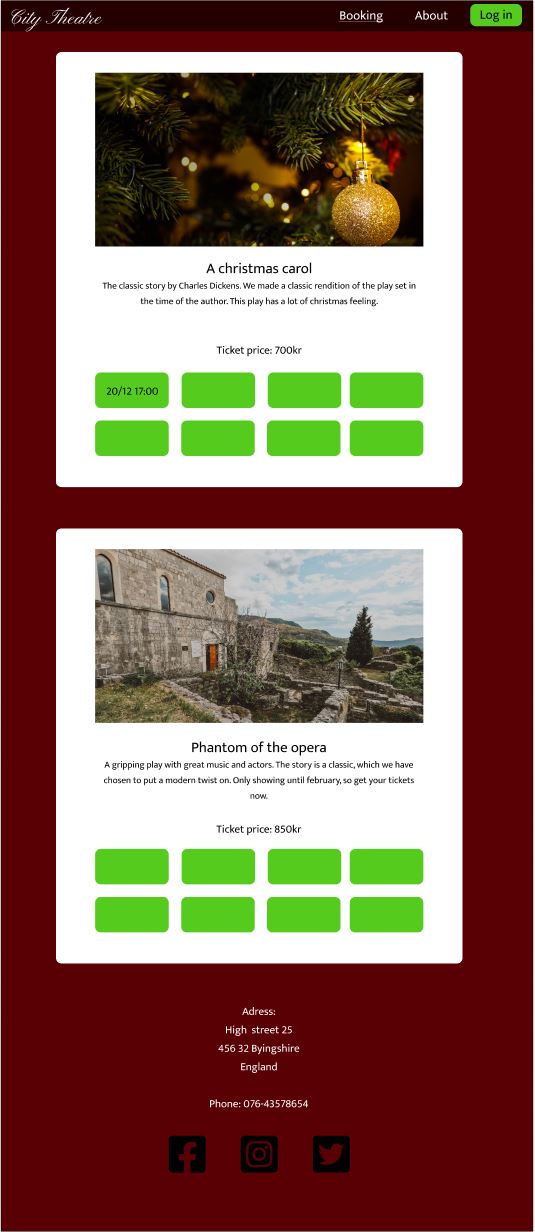 City Theatre
Booking
About
Log in
A christmas carol
The classic story by Charles Dickens. We made a classic rendition of the play set in
the time of the author. This play has a lot of christmas feeling.
Ticket price: 700kr
20/12 17:00
Phantom of the opera
A gripping play with great music and actors. The story is a classic, which we have
chosen to put a modern twist on. Only showing until february, so get your tickets
now.
Ticket price: 850kr
Adress:
High street 25
456 32 Byingshire
England
Phone: 076-43578654